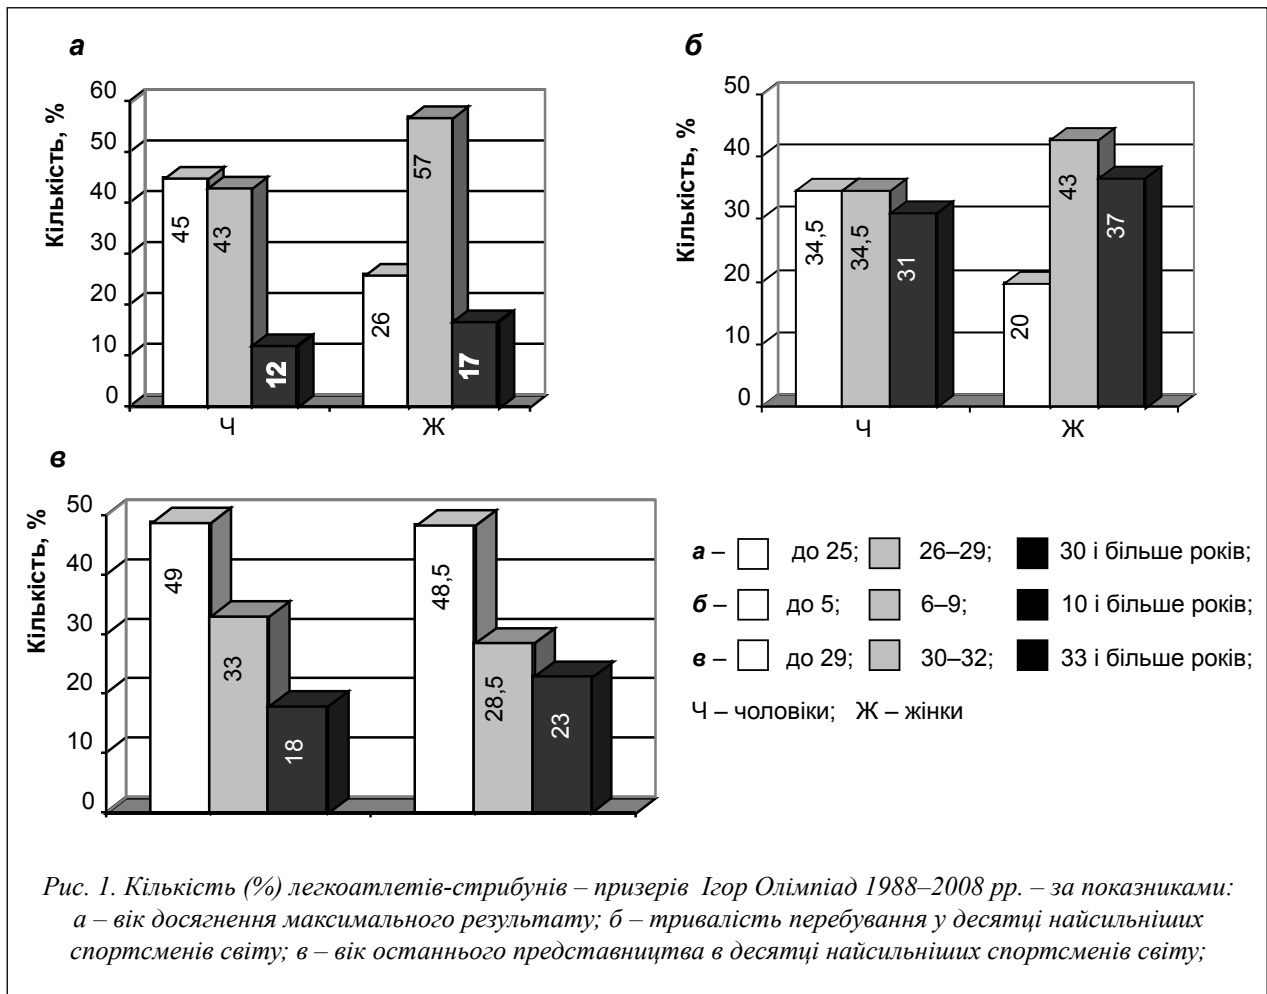 а
Кількість, %
60
50
40
30
20
10
0
45
43
12
26
57
17
Ч
Ж
б
Кількість, %
50
40
30
20
10
0
34,5
34,5
31
20
43
37
Ч
Ж
в
Кількість, %
50
40
30
20
10
0
49
33
18
48,5
28,5
23
а – до 25; 26–29; 30 і більше років;
б – до 5; 6–9; 10 і більше років;
в – до 29; 30–32; 33 і більше років;
Ч – чоловіки; Ж – жінки
Рис. 1. Кількість (%) легкоатлетів-стрибунів – призерів Ігор Олімпіад 1988–2008 рр. – за показниками:
а – вік досягнення максимального результату; б – тривалість перебування у десятці найсильніших
спортсменів світу; в – вік останнього представництва в десятці найсильніших спортсменів світу;